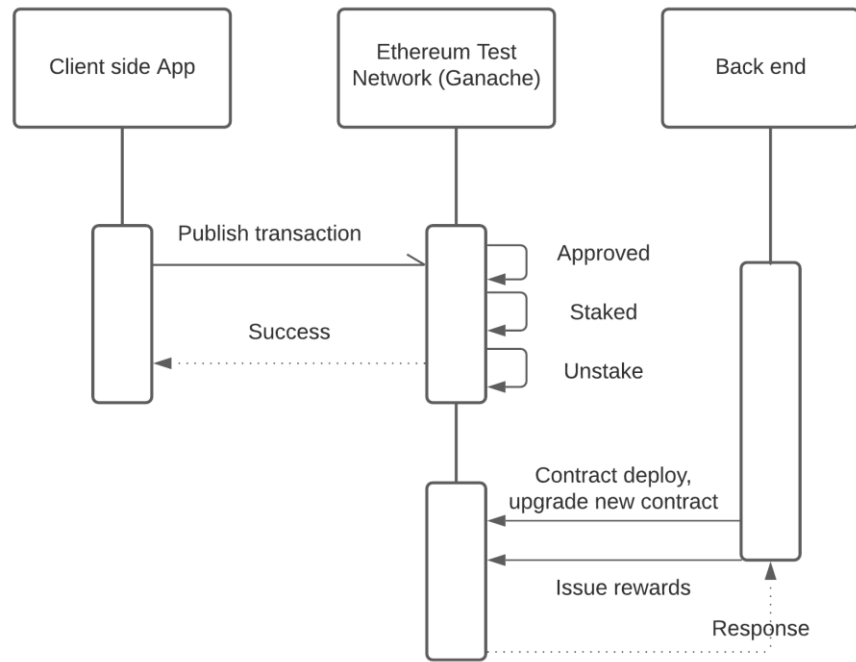 Client side App
Ethereum Test
Network (Ganache)
Back end
Publish transaction
Approved
Staked
Success
Unstake
Contract deploy,
upgrade new contract
Issue rewards
Response